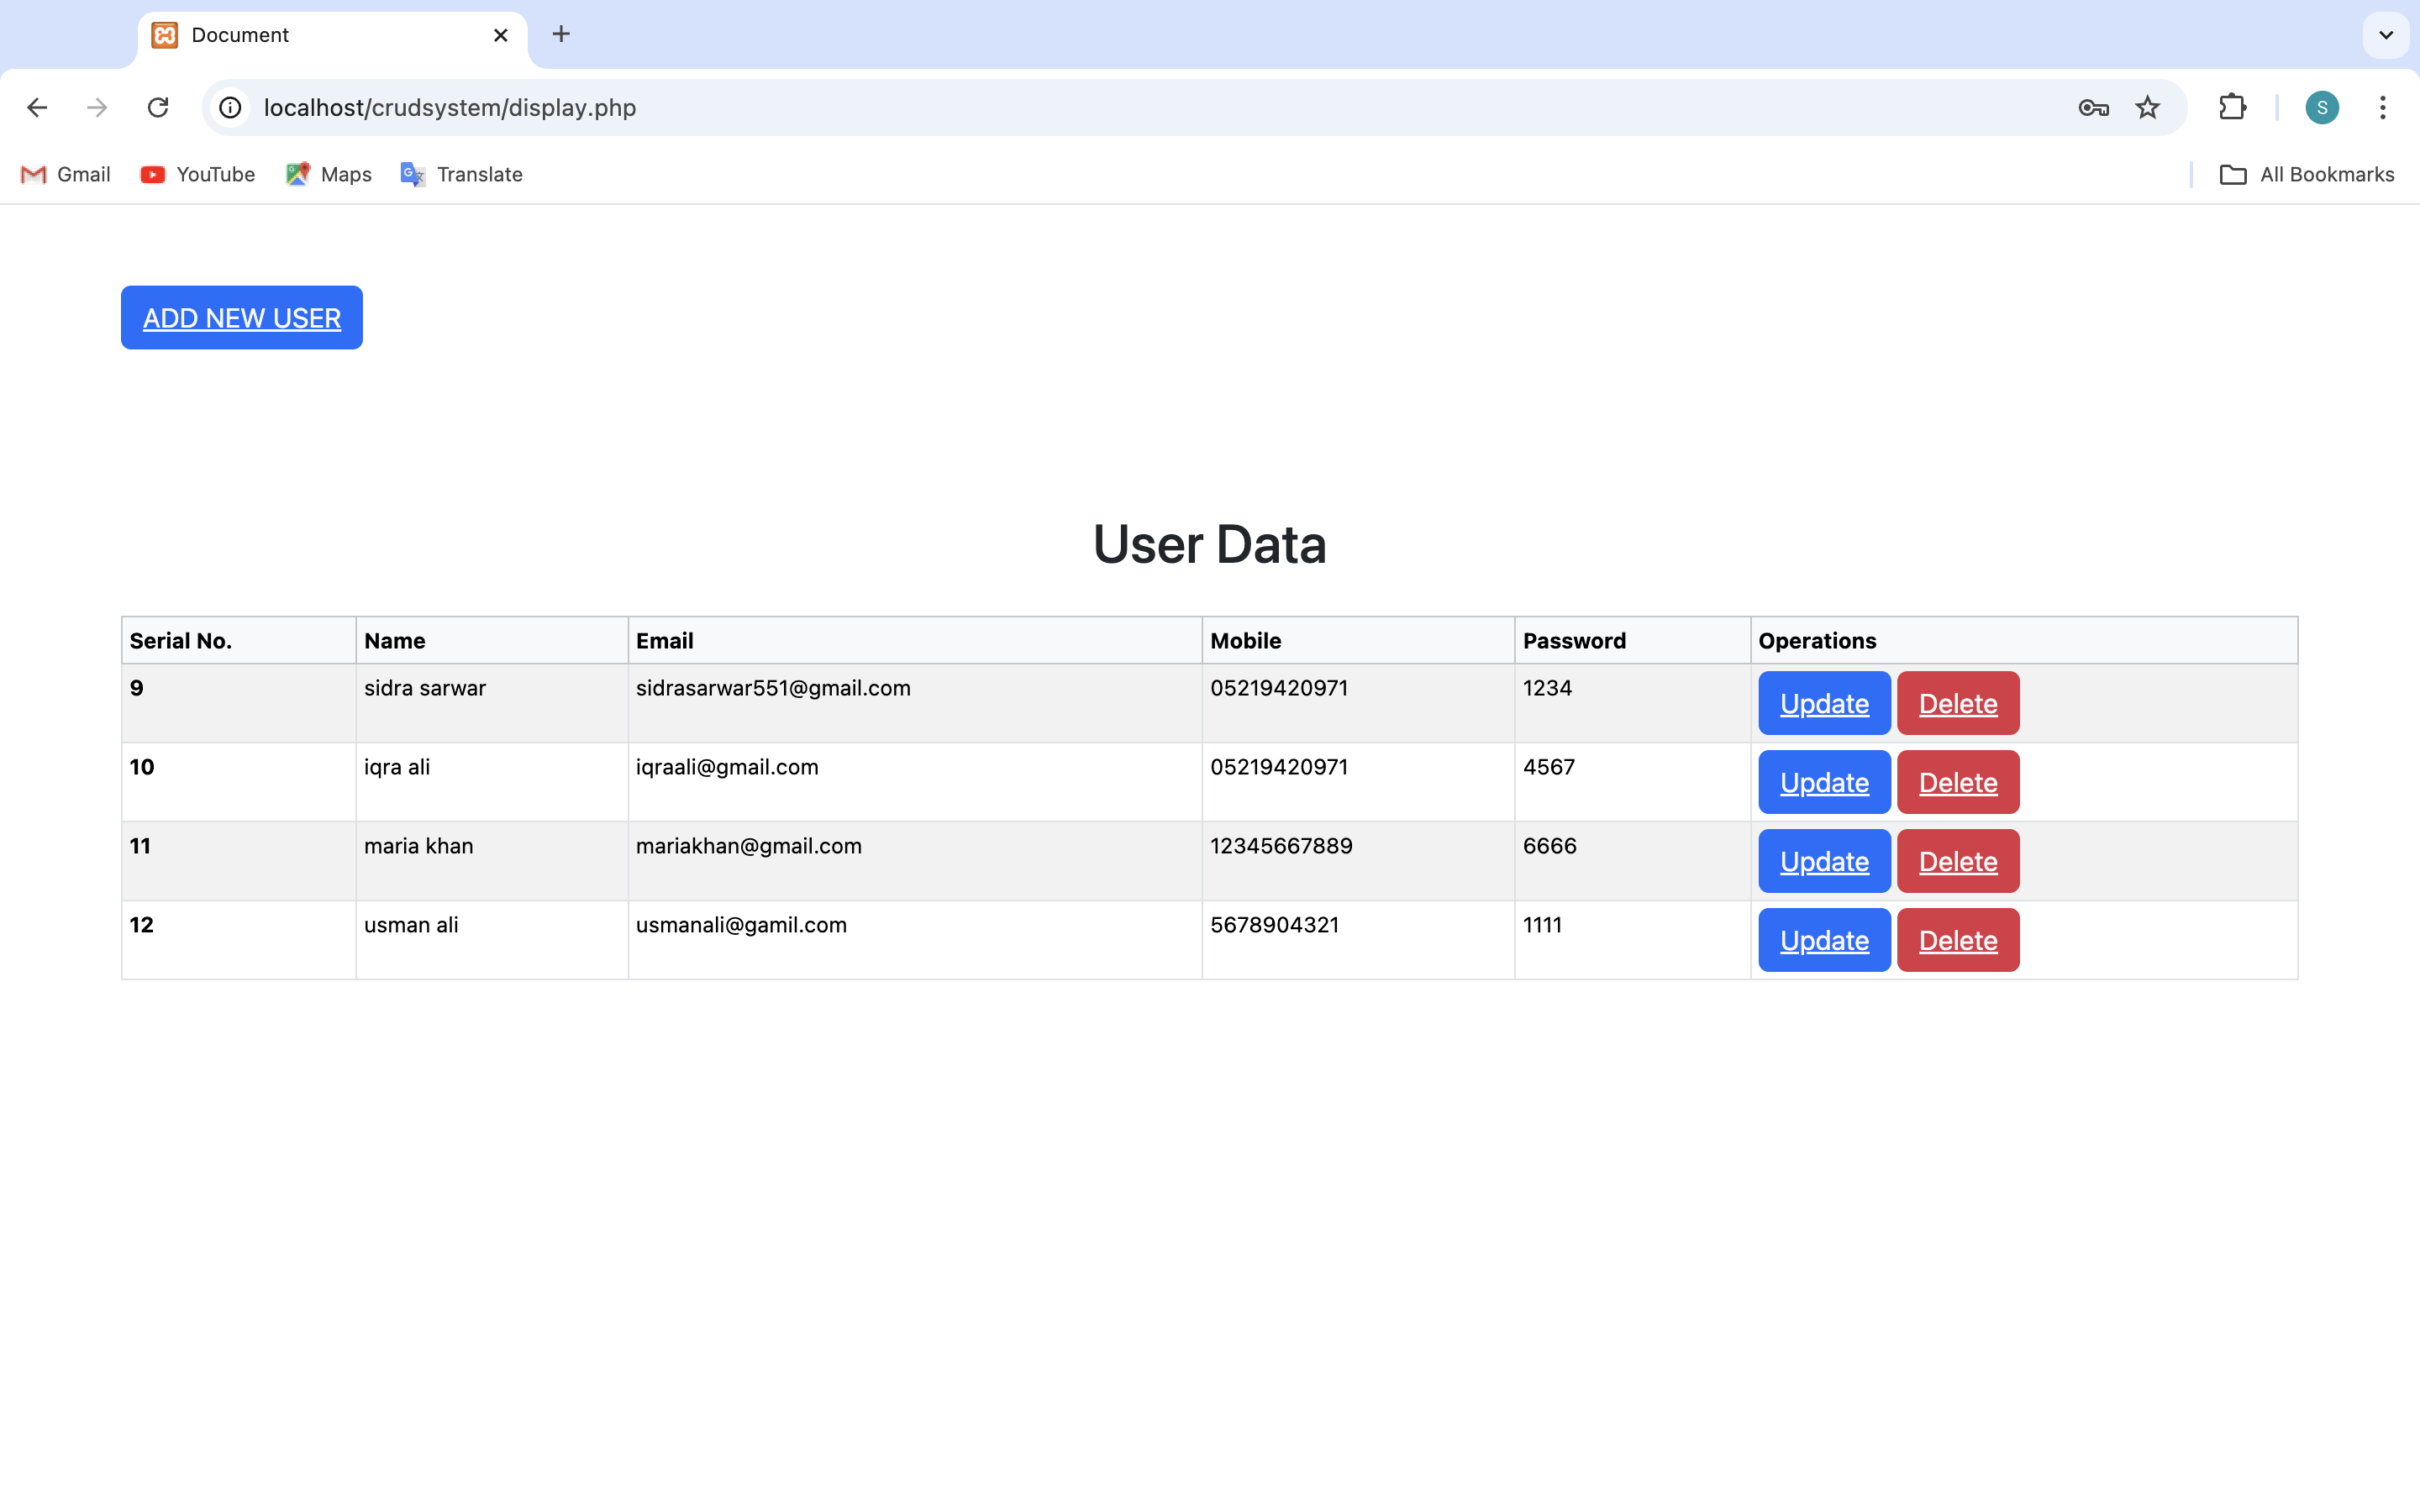 Document
localhost/crudsystem/display.php
S
Gmail YouTube Maps Translate All Bookmarks
ADD NEW USER
User Data
Serial No. Name Email Mobile Password Operations
9 sidra sarwar sidrasarwar551@gmail.com 05219420971 1234 Update Delete
10 iqra ali iqraali@gmail.com 05219420971 4567 Update Delete
11 maria khan mariakhan@gmail.com 12345667889 6666 Update Delete
12 usman ali usmanali@gamil.com 5678904321 1111 Update Delete